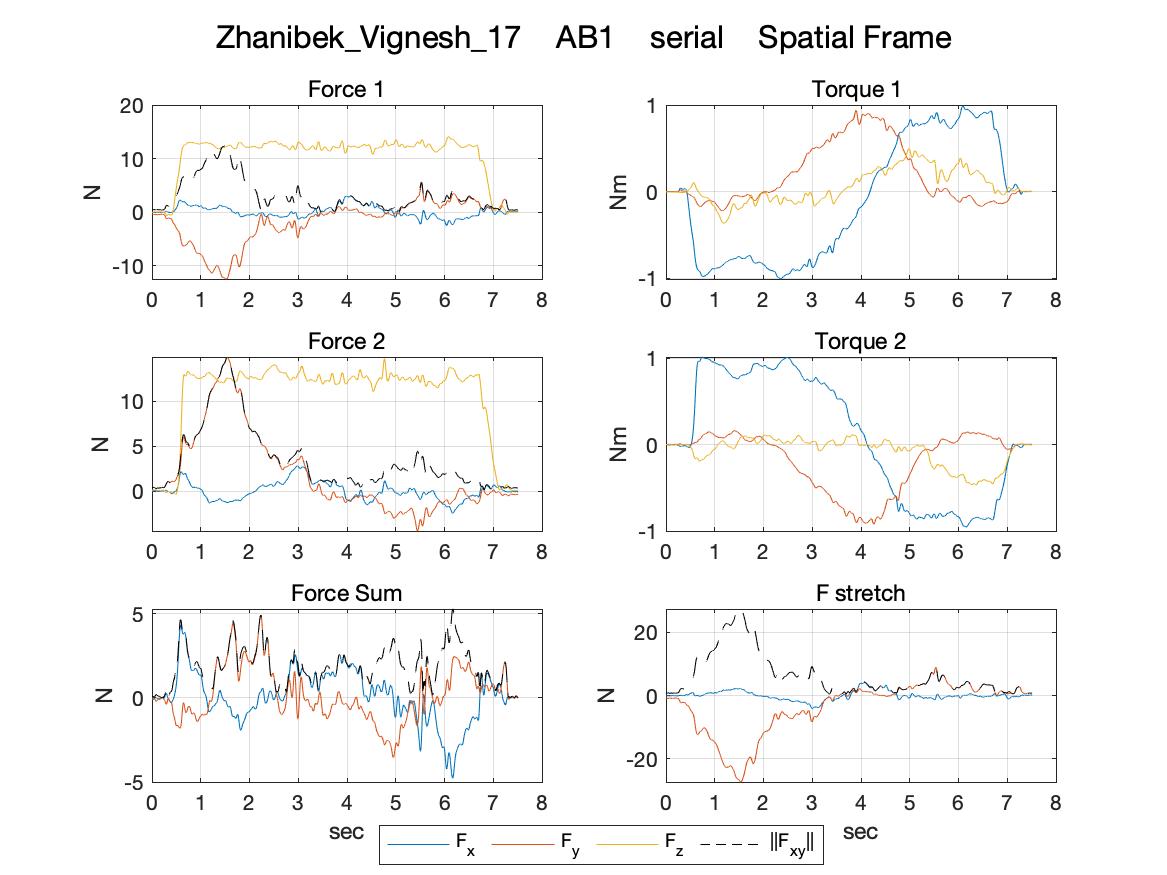 Zhanibek_Vignesh_17 AB1 serial Spatial Frame
Force 1
Torque 1
20
10
0
-10
N
0 1 2 3 4 5 6 7 8
1
0
-1
Nm
0 1 2 3 4 5 6 7 8
Force 2
Torque 2
10
5
0
N
0 1 2 3 4 5 6 7 8
1
0
-1
Nm
0 1 2 3 4 5 6 7 8
Force Sum
F stretch
5
0
-5
N
0 1 2 3 4 5 6 7 8
sec
20
0
-20
N
0 1 2 3 4 5 6 7 8
sec
Fx Fy Fz ||Fxy||